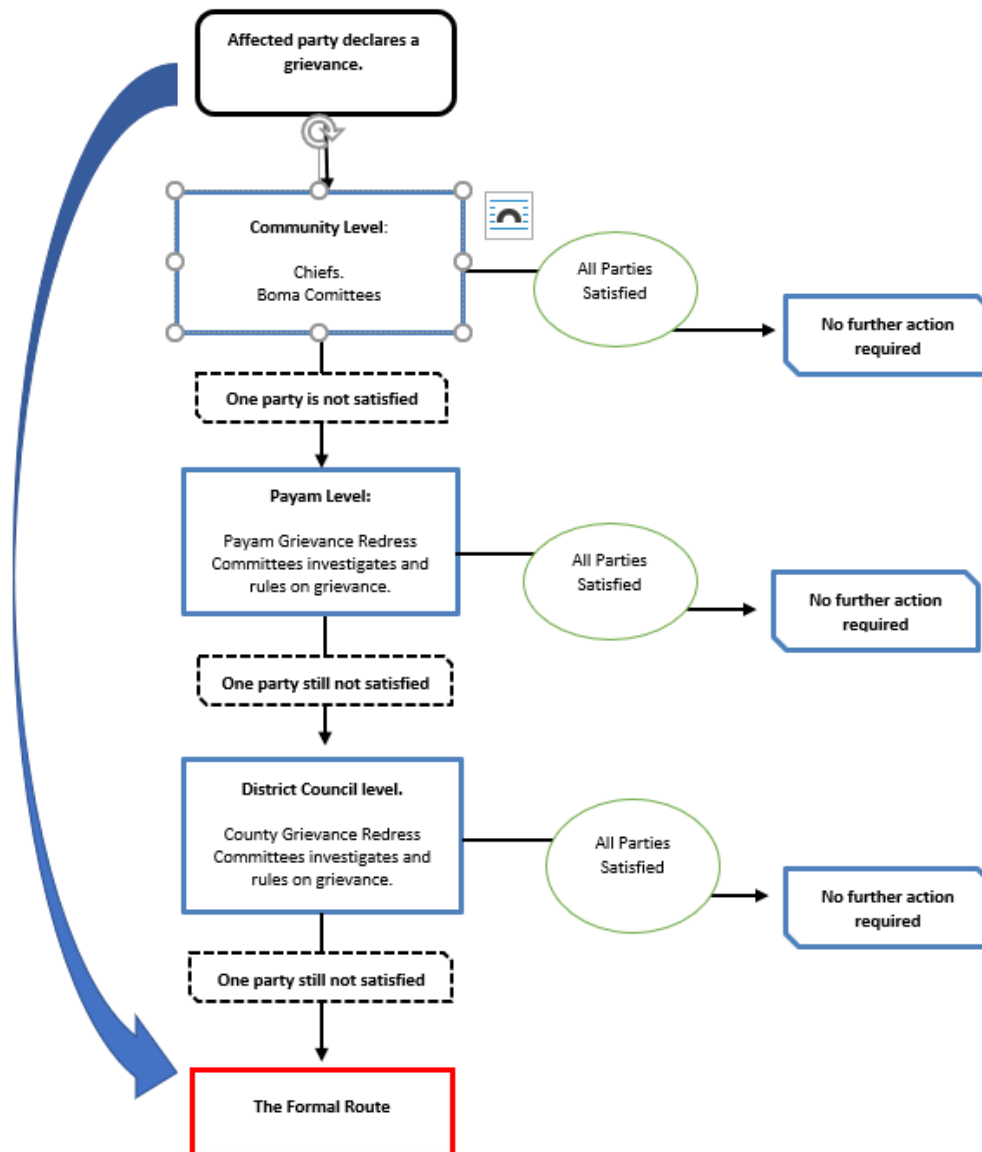 Affected party declares a
grievance.
Community Level:
Chiefs.
Boma Comittees
All Parties
Satisfied
No further action
required
One party is not satisfied
Payam Level:
Payam Grievance Redress
Committees investigates and
rules on grievance.
All Parties
Satisfied
No further action
required
One party still not satisfied
District Council level.
County Grievance Redress
Committees investigates and
rules on grievance.
All Parties
Satisfied
No further action
required
One party still not satisfied
The Formal Route